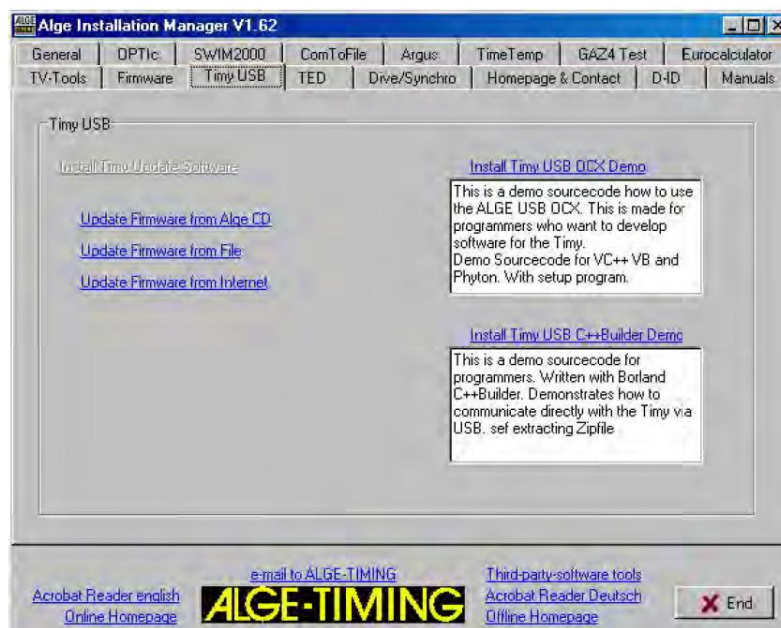 ALGE Alge Installation Manager V1.62
General OPTIc SWIM2000 ComToFile Argus TimeTemp GAZ4 Test Eurocalculator
TV-Tools Firmware Timy USB TED Dive/Synchro Homepage & Contact D-ID Manuals
Timy USB
Install Timy Update Software
Update Firmware from Alge CD
Update Firmware from File
Update Firmware from Internet
Install Timy USB OCX Demo
This is a demo sourcecode how to use
the ALGE USB OCX. This is made for
programmers who want to develop
software for the Timy.
Demo Sourcecode for VC++ VB and
Phyton. With setup program.
Install Timy USB C++Builder Demo
This is a demo sourcecode for
programmers. Written with Borland
C++Builder. Demonstrates how to
communicate directly with the Timy via
USB. sef extracting Zipfile
Acrobat Reader english
Online Homepage
e-mail to ALGE-TIMING
ALGE-TIMING
Third-party-software tools
Acrobat Reader Deutsch
Offline Homepage
End